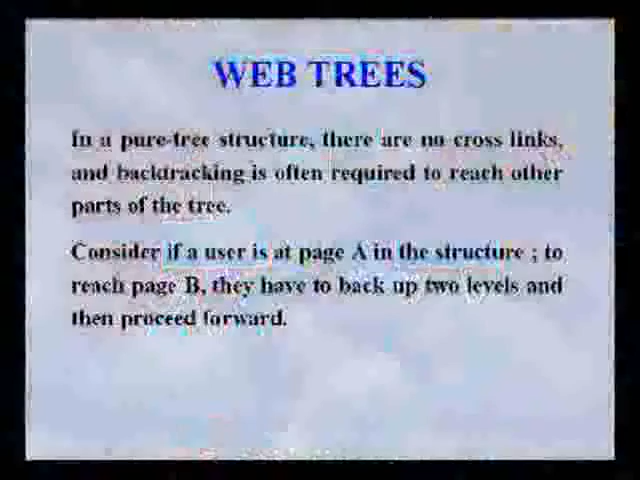 WEB TREES
In a pure-tree structure, there are no cross links,
and backtracking is often required to reach other
parts of the tree.
Consider if a user is at page A in the structure ; to
reach page B, they have to back up two levels and
then proceed forward.